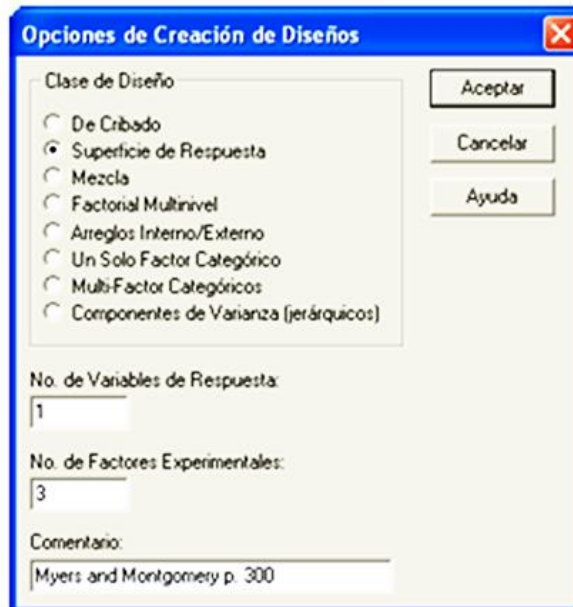 Opciones de Creación de Diseños
Clase de Diseño
De Cribado
Superficie de Respuesta
Mezcla
Factorial Multinivel
Arreglos Interno/Externo
Un Solo Factor Categórico
Multi-Factor Categóricos
Componentes de Varianza (jerárquicos)
Aceptar
Cancelar
Ayuda
No. de Variables de Respuesta:
1
No. de Factores Experimentales:
3
Comentario:
Myers and Montgomery p. 300